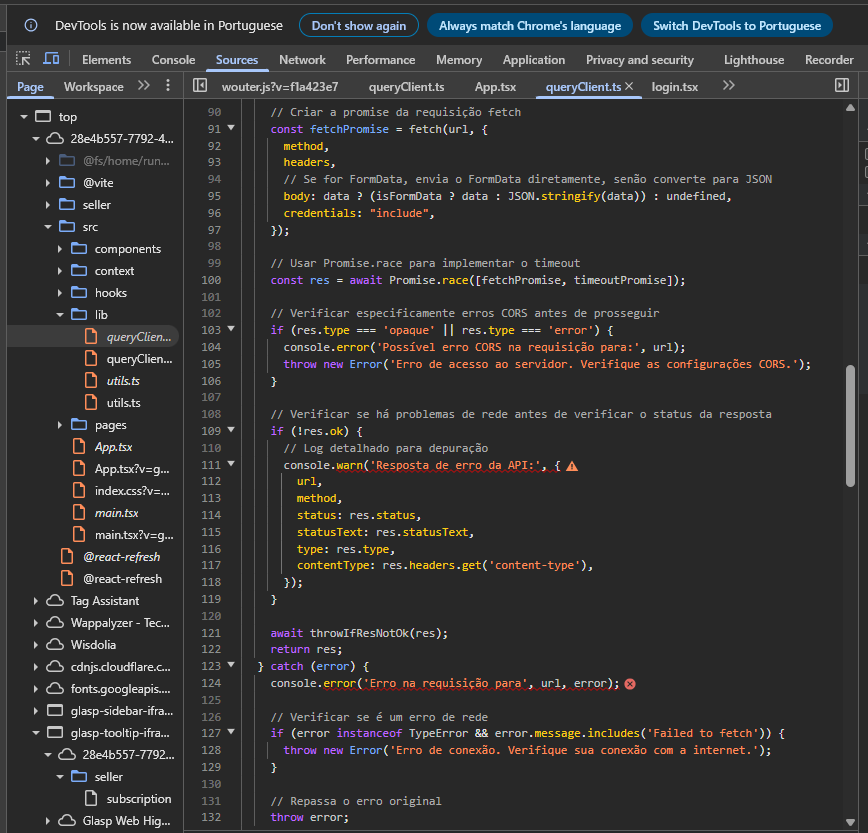 DevTools is now available in Portuguese
Don't show again
Always match Chrome's language
Switch DevTools to Portuguese
Elements
Console
Sources
Network
Performance
Memory
Application
Privacy and security
Lighthouse
Recorder
Page
Workspace
wouter.js?v=f1a423e7
queryClient.ts
App.tsx
queryClient.ts
login.tsx
top
28e4b557-7792-4...
@fs/home/run...
@vite
seller
src
components
context
hooks
lib
queryClien...
queryClien...
utils.ts
utils.ts
pages
App.tsx
App.tsx?v=g...
index.css?v=...
main.tsx
main.tsx?v=g...
@react-refresh
@react-refresh
Tag Assistant
Wappalyzer - Tec...
Wisdolia
cdnjs.cloudflare.c...
fonts.googleapis....
glasp-sidebar-ifra...
glasp-tooltip-ifra...
28e4b557-7792...
seller
subscription
Glasp Web Hig...
90 // Criar a promise da requisição fetch
91 const fetchPromise = fetch(url, {
92 method,
93 headers,
94 // Se for FormData, envia o FormData diretamente, senão converte para JSON
95 body: data ? (isFormData ? data : JSON.stringify(data)) : undefined,
96 credentials: "include",
97 });
98
99 // Usar Promise.race para implementar o timeout
100 const res = await Promise.race([fetchPromise, timeoutPromise]);
101
102 // Verificar especificamente erros CORS antes de prosseguir
103 if (res.type === 'opaque' || res.type === 'error') {
104 console.error('Possível erro CORS na requisição para:', url);
105 throw new Error('Erro de acesso ao servidor. Verifique as configurações CORS.');
106 }
107
108 // Verificar se há problemas de rede antes de verificar o status da resposta
109 if (!res.ok) {
110 // Log detalhado para depuração
111 console.warn('Resposta de erro da API:', {
112 url,
113 method,
114 status: res.status,
115 statusText: res.statusText,
116 type: res.type,
117 contentType: res.headers.get('content-type'),
118 });
119 }
120
121 await throwIfResNotOk(res);
122 return res;
123 } catch (error) {
124 console.error('Erro na requisição para', url, error);
125
126 // Verificar se é um erro de rede
127 if (error instanceof TypeError && error.message.includes('Failed to fetch')) {
128 throw new Error('Erro de conexão. Verifique sua conexão com a internet.');
129 }
130
131 // Repassa o erro original
132 throw error;